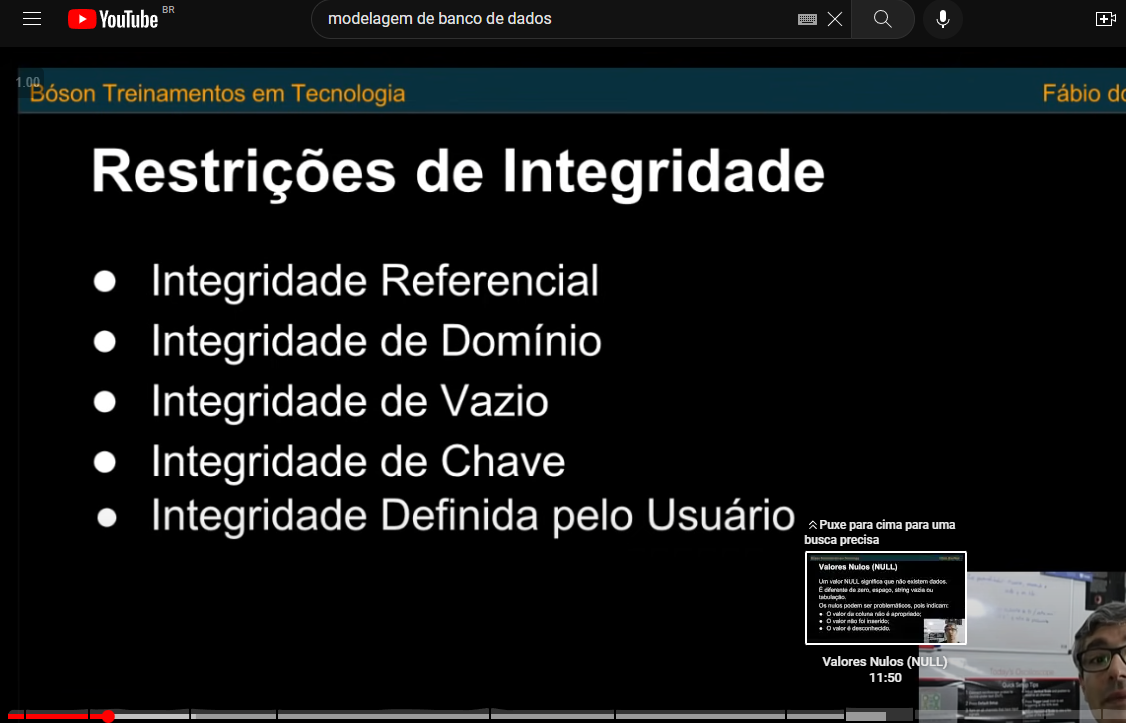 YouTube BR
modelagem de banco de dados
1.00
Bóson Treinamentos em Tecnologia
Fábio do
Restrições de Integridade
● Integridade Referencial
● Integridade de Domínio
● Integridade de Vazio
● Integridade de Chave
● Integridade Definida pelo Usuário
Puxe para cima para uma
busca precisa
Valores Nulos (NULL)
Um valor NULL significa que não existem dados.
É diferente de zero, espaço, string vazia ou
tabulação.
Os nulos podem ser problemáticos, pois indicam:
● O valor da coluna não é apropriado;
● O valor não foi inserido;
● O valor é desconhecido.
Valores Nulos (NULL)
11:50
Quick Setup Tips